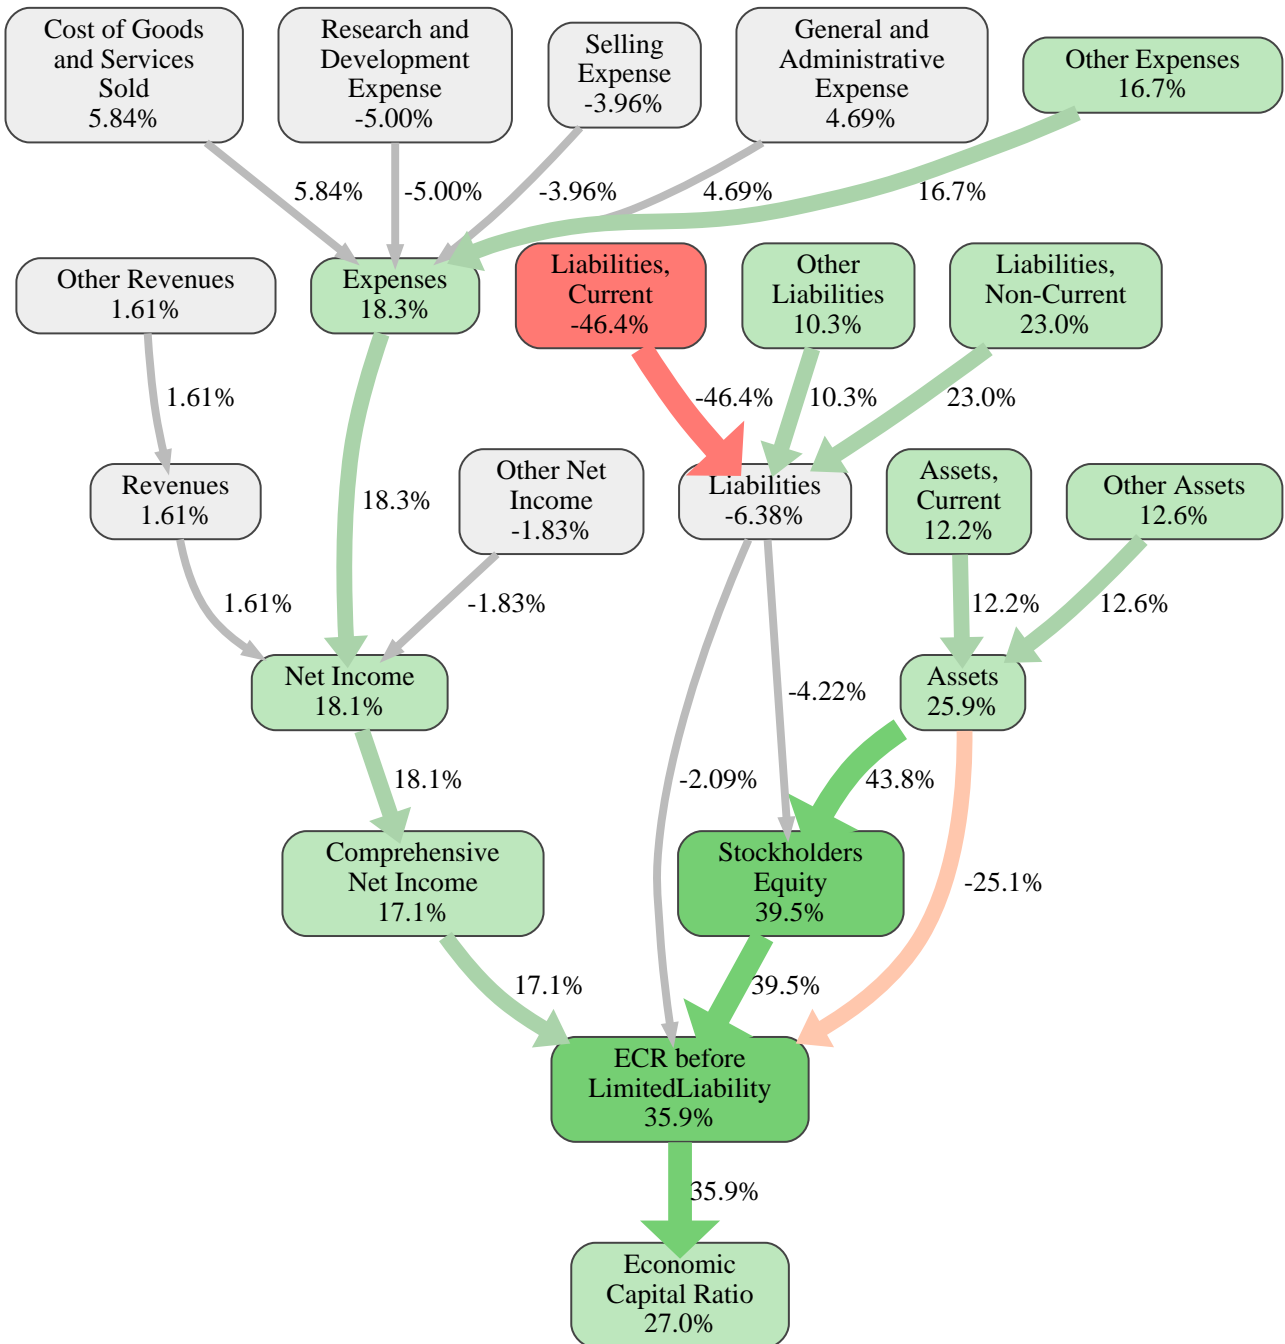 Cost of Goods
and Services
Sold
5.84%
Research and
Development
Expense
-5.00%
Selling
Expense
-3.96%
General and
Administrative
Expense
4.69%
Other Expenses
16.7%
5.84%
-5.00%
-3.96%
4.69%
16.7%
Other Revenues
1.61%
Expenses
18.3%
Liabilities,
Current
-46.4%
Other
Liabilities
10.3%
Liabilities,
Non-Current
23.0%
1.61%
-46.4%
10.3%
23.0%
Revenues
1.61%
18.3%
Other Net
Income
-1.83%
Liabilities
-6.38%
Assets,
Current
12.2%
Other Assets
12.6%
1.61%
-1.83%
12.2%
12.6%
Net Income
18.1%
-4.22%
Assets
25.9%
18.1%
-2.09%
43.8%
Comprehensive
Net Income
17.1%
Stockholders
Equity
39.5%
-25.1%
17.1%
39.5%
ECR before
LimitedLiability
35.9%
35.9%
Economic
Capital Ratio
27.0%